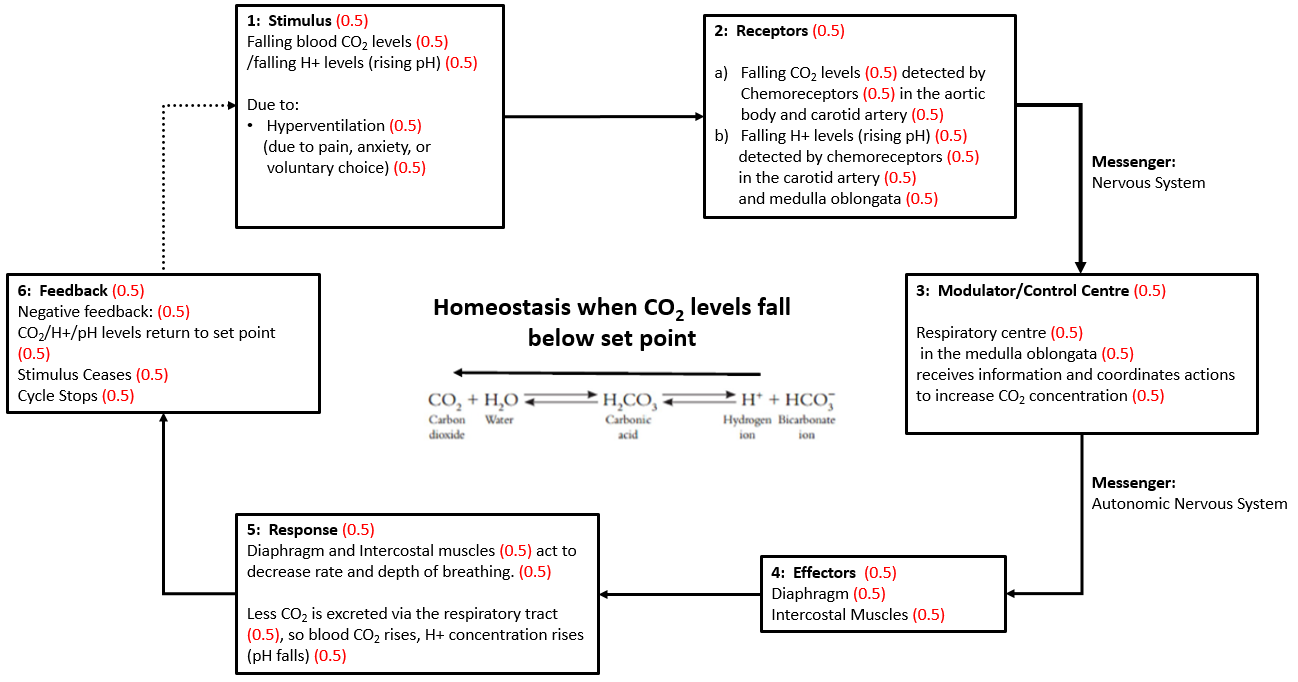 1: Stimulus (0.5)
Falling blood CO₂ levels (0.5)
/falling H+ levels (rising pH) (0.5)
Due to:
• Hyperventilation (0.5)
(due to pain, anxiety, or
voluntary choice) (0.5)
2: Receptors (0.5)
a) Falling CO₂ levels (0.5) detected by
Chemoreceptors (0.5) in the aortic
body and carotid artery (0.5)
b) Falling H+ levels (rising pH) (0.5)
detected by chemoreceptors (0.5)
in the carotid artery (0.5)
and medulla oblongata (0.5)
Messenger:
Nervous System
3: Modulator/Control Centre (0.5)
Respiratory centre (0.5)
in the medulla oblongata (0.5)
receives information and coordinates actions
to increase CO₂ concentration (0.5)
Messenger:
Autonomic Nervous System
4: Effectors (0.5)
Diaphragm (0.5)
Intercostal Muscles (0.5)
5: Response (0.5)
Diaphragm and Intercostal muscles (0.5) act to
decrease rate and depth of breathing. (0.5)
Less CO₂ is excreted via the respiratory tract
(0.5), so blood CO₂ rises, H+ concentration rises
(pH falls) (0.5)
6: Feedback (0.5)
Negative feedback: (0.5)
CO₂/H+/pH levels return to set point
(0.5)
Stimulus Ceases (0.5)
Cycle Stops (0.5)
Homeostasis when CO₂ levels fall
below set point
CO₂ + H₂O H₂CO₃ H⁺ + HCO₃⁻
Carbon Water Carbonic Hydrogen Bicarbonate
dioxide acid ion ion